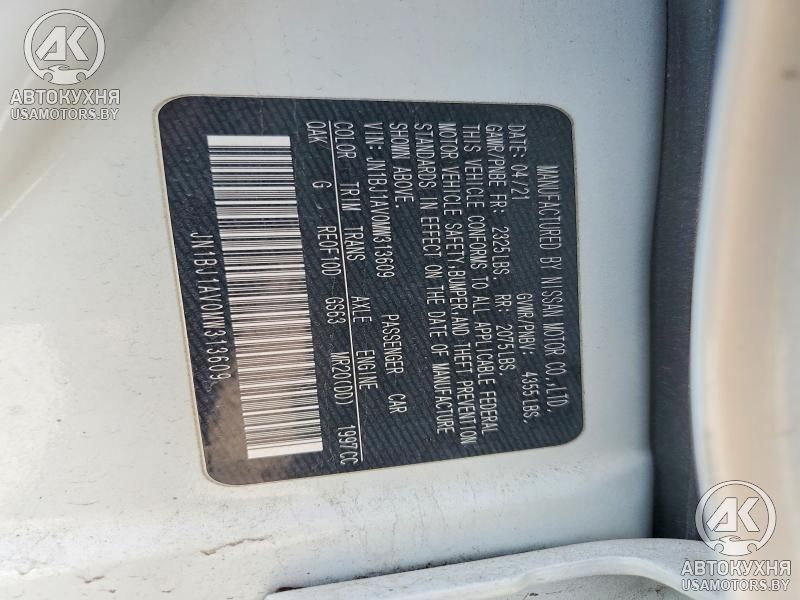 AK
АВТОКУХНЯ
USAMOTORS.BY
MANUFACTURED BY NISSAN MOTOR CO.,LTD.
DATE: 04/21 GVWR/PNBV: 4355LBS,
GAWR/PNBE FR: 2325LBS. RR: 2075LBS.
THIS VEHICLE CONFORMS TO ALL APPLICABLE FEDERAL
MOTOR VEHICLE SAFETY,BUMPER,AND THEFT PREVENTION
STANDARDS IN EFFECT ON THE DATE OF MANUFACTURE
SHOWN ABOVE.
VIN: JN1BJ1AV0MW313609 PASSENGER CAR
COLOR TRIM TRANS AXLE ENGINE
QAK G RE0F10D GS63 MR20(DD) 1997CC
JN1BJ1AV0MW313609
AK
АВТОКУХНЯ
USAMOTORS.BY